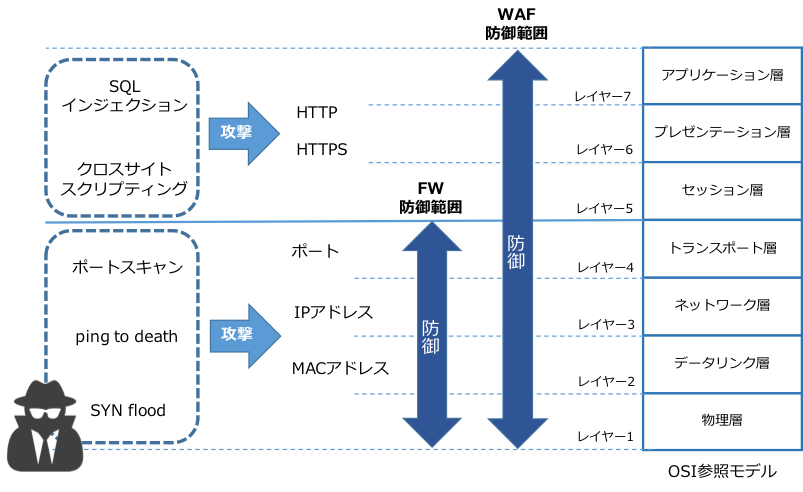 WAF
防御範囲
SQL
インジェクション
クロスサイト
スクリプティング
攻撃
HTTP
HTTPS
FW
防御範囲
防御
レイヤー7
アプリケーション層
レイヤー6
プレゼンテーション層
レイヤー5
セッション層
ポートスキャン
ping to death
SYN flood
攻撃
ポート
IPアドレス
MACアドレス
防御
レイヤー4
トランスポート層
レイヤー3
ネットワーク層
レイヤー2
データリンク層
レイヤー1
物理層
OSI参照モデル